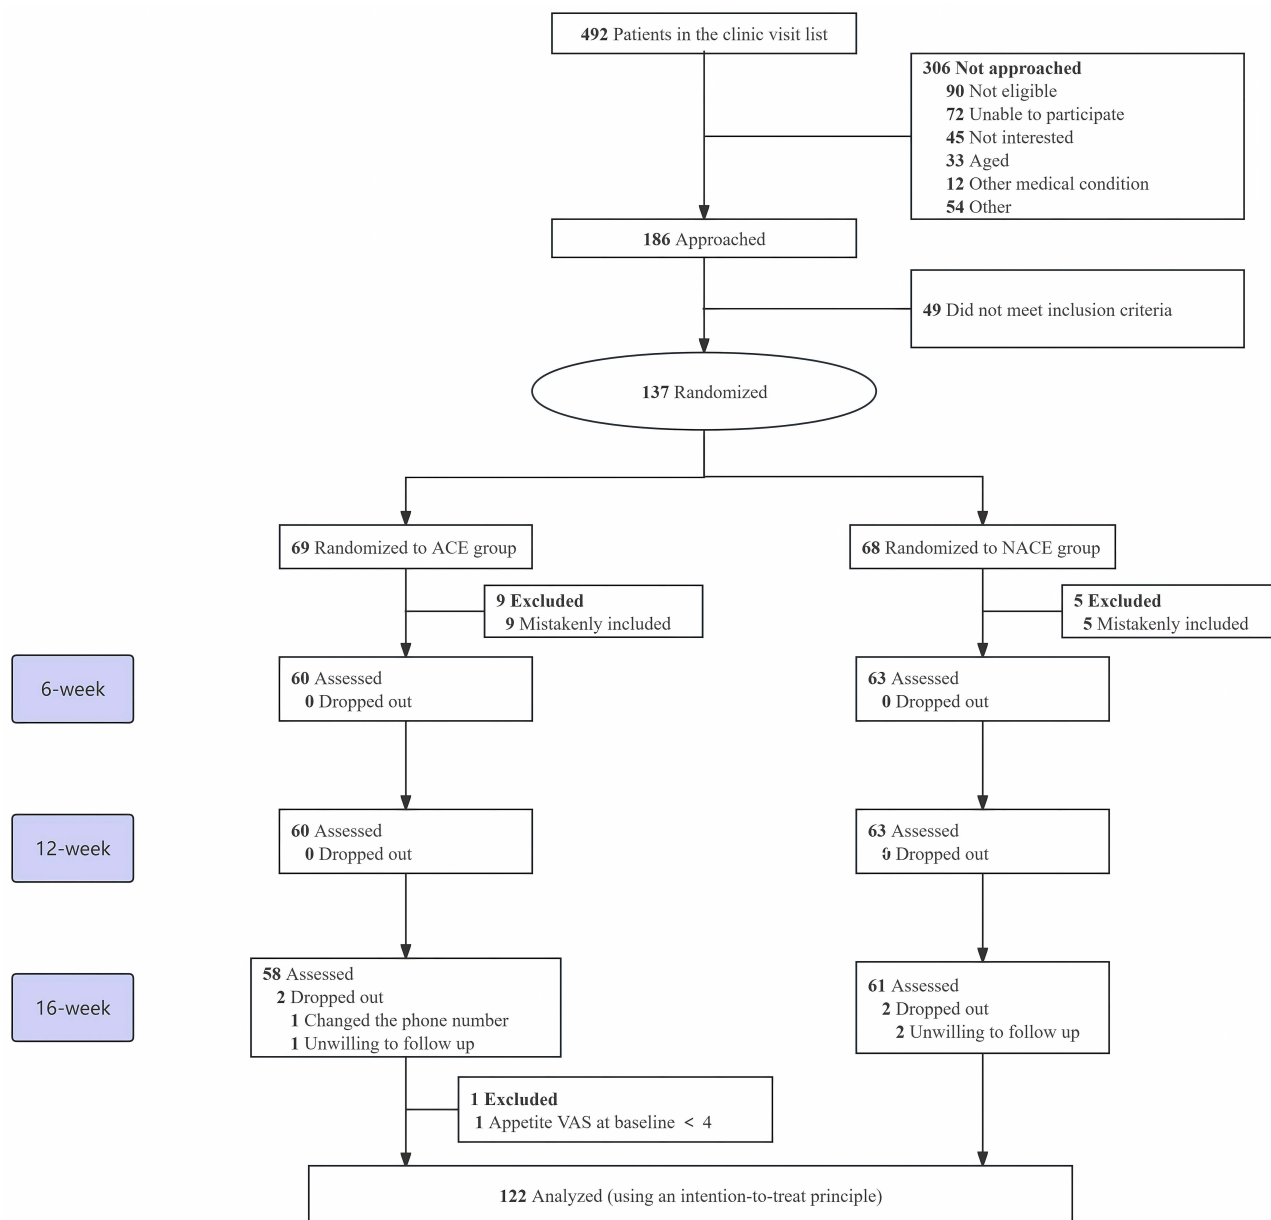 492 Patients in the clinic visit list
306 Not approached
90 Not eligible
72 Unable to participate
45 Not interested
33 Aged
12 Other medical condition
54 Other
186 Approached
49 Did not meet inclusion criteria
137 Randomized
69 Randomized to ACE group
68 Randomized to NACE group
9 Excluded
9 Mistakenly included
5 Excluded
5 Mistakenly included
6-week
60 Assessed
0 Dropped out
63 Assessed
0 Dropped out
12-week
60 Assessed
0 Dropped out
63 Assessed
0 Dropped out
16-week
58 Assessed
2 Dropped out
1 Changed the phone number
1 Unwilling to follow up
61 Assessed
2 Dropped out
2 Unwilling to follow up
1 Excluded
1 Appetite VAS at baseline < 4
122 Analyzed (using an intention-to-treat principle)